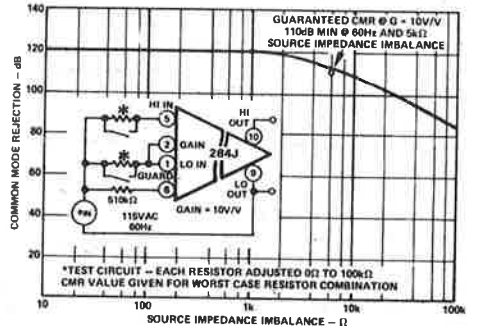 GUARANTEED CMR @ G = 10V/V
110dB MIN @ 60Hz AND 5kΩ
SOURCE IMPEDANCE IMBALANCE
COMMON MODE REJECTION – dB
140
120
100
80
60
40
20
HI IN
5
2
GAIN
1
LO IN
GUARD
6
510kΩ
284J
HI
OUT
10
9
LO
OUT
115VAC
60Hz
GAIN = 10V/V
*TEST CIRCUIT – EACH RESISTOR ADJUSTED 0Ω TO 100kΩ
CMR VALUE GIVEN FOR WORST CASE RESISTOR COMBINATION
10 100 1k 10k 100k
SOURCE IMPEDANCE IMBALANCE – Ω